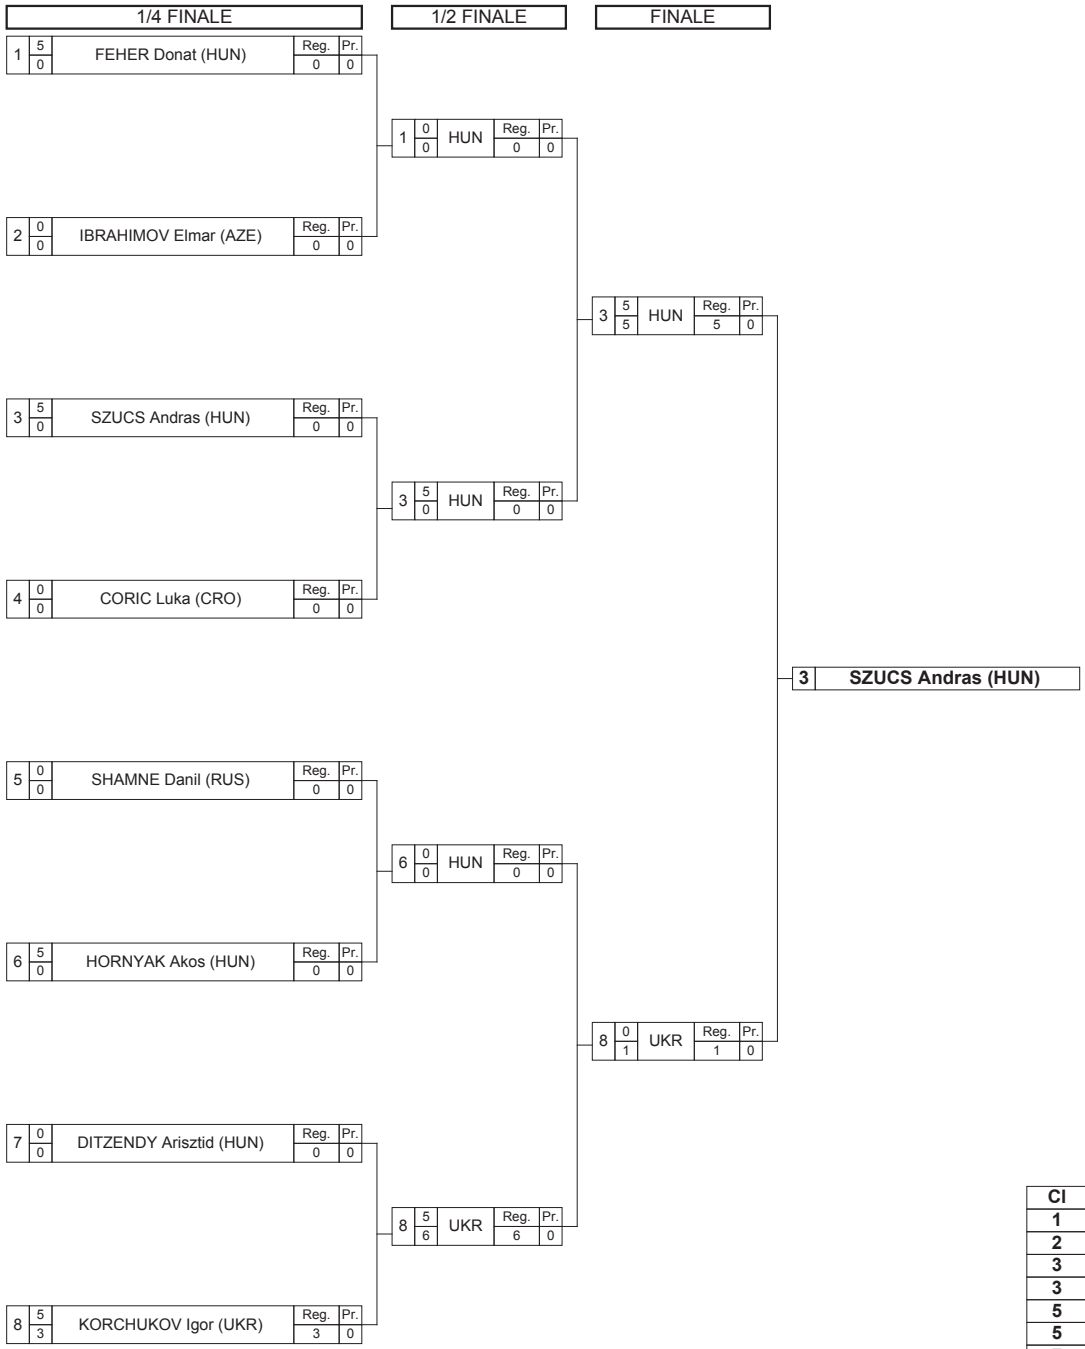 1/4 FINALE 1/2 FINALE FINALE
1 5 0 FEHER Donat (HUN) Reg. 0 Pr. 0
1 0 0 HUN Reg. 0 Pr. 0
2 0 0 IBRAHIMOV Elmar (AZE) Reg. 0 Pr. 0
3 5 5 HUN Reg. 5 Pr. 0
3 5 0 SZUCS Andras (HUN) Reg. 0 Pr. 0
3 5 0 HUN Reg. 0 Pr. 0
4 0 0 CORIC Luka (CRO) Reg. 0 Pr. 0
3 SZUCS Andras (HUN)
5 0 0 SHAMNE Danil (RUS) Reg. 0 Pr. 0
6 0 0 HUN Reg. 0 Pr. 0
6 5 0 HORNYAK Akos (HUN) Reg. 0 Pr. 0
8 0 1 UKR Reg. 1 Pr. 0
7 0 0 DITZENDY Arisztid (HUN) Reg. 0 Pr. 0
8 5 6 UKR Reg. 6 Pr. 0
8 5 3 KORCHUKOV Igor (UKR) Reg. 3 Pr. 0
Cl
1
2
3
3
5
5